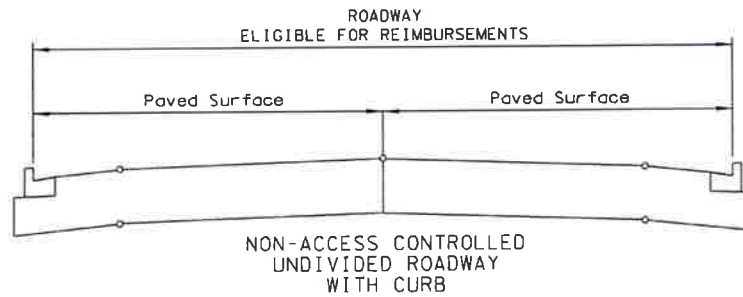 ROADWAY
ELIGIBLE FOR REIMBURSEMENTS
Paved Surface
Paved Surface
NON-ACCESS CONTROLLED
UNDIVIDED ROADWAY
WITH CURB